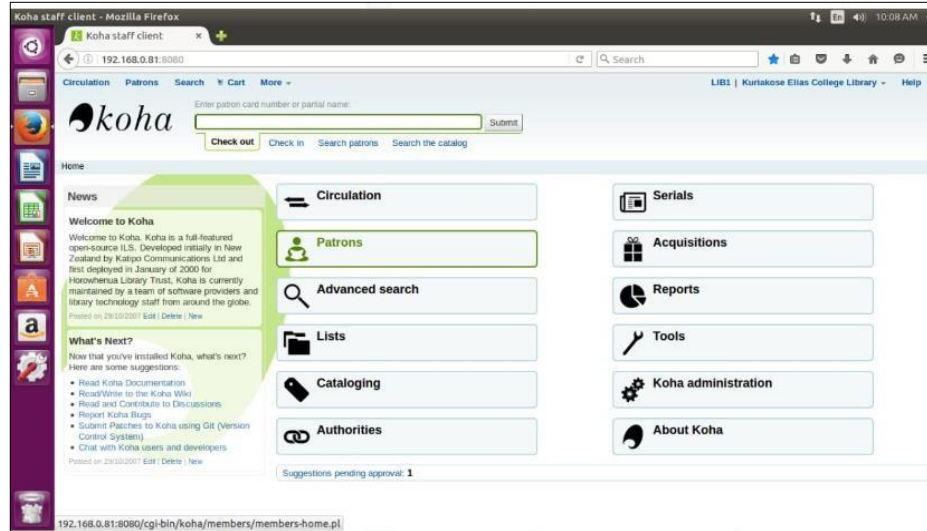 Koha staff client - Mozilla Firefox
En 10:08 AM
Koha staff client ×
192.168.0.81:8080
Search
Circulation Patrons Search Cart More
LIB1 | Kuriakose Elias College Library Help
koha
Enter patron card number or partial name:
Submit
Check out Check in Search patrons Search the catalog
Home
News
Welcome to Koha
Welcome to Koha. Koha is a full-featured
open-source ILS. Developed initially in New
Zealand by Katipo Communications Ltd and
first deployed in January of 2000 for
Horowhenua Library Trust, Koha is currently
maintained by a team of software providers and
library technology staff from around the globe.
Posted on 29/10/2007 Edit | Delete | New
What's Next?
Now that you've installed Koha, what's next?
Here are some suggestions:
• Read Koha Documentation
• Read/Write to the Koha Wiki
• Read and Contribute to Discussions
• Report Koha Bugs
• Submit Patches to Koha using Git (Version
Control System)
• Chat with Koha users and developers
Posted on 29/10/2007 Edit | Delete | New
Circulation
Patrons
Advanced search
Lists
Cataloging
Authorities
Serials
Acquisitions
Reports
Tools
Koha administration
About Koha
Suggestions pending approval: 1
192.168.0.81:8080/cgi-bin/koha/members/members-home.pl